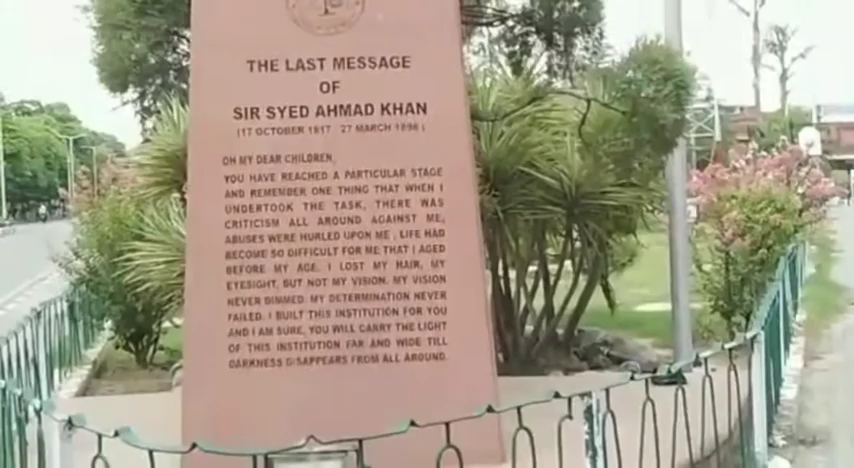 THE LAST MESSAGE
OF
SIR SYED AHMAD KHAN
(17 OCTOBER 1817 27 MARCH 1898)
OH MY DEAR CHILDREN,
YOU HAVE REACHED A PARTICULAR STAGE
AND REMEMBER ONE THING THAT WHEN I
UNDERTOOK THE TASK, THERE WAS
CRITICISM ALL AROUND AGAINST ME,
ABUSES WERE HURLED UPON ME, LIFE HAD
BECOME SO DIFFICULT FOR ME THAT I AGED
BEFORE MY AGE. I LOST MY HAIR, MY
EYESIGHT, BUT NOT MY VISION. MY VISION
NEVER DIMMED. MY DETERMINATION NEVER
FAILED. I BUILT THIS INSTITUTION FOR YOU
AND I AM SURE, YOU WILL CARRY THE LIGHT
OF THIS INSTITUTION FAR AND WIDE TILL
DARKNESS DISAPPEARS FROM ALL AROUND.